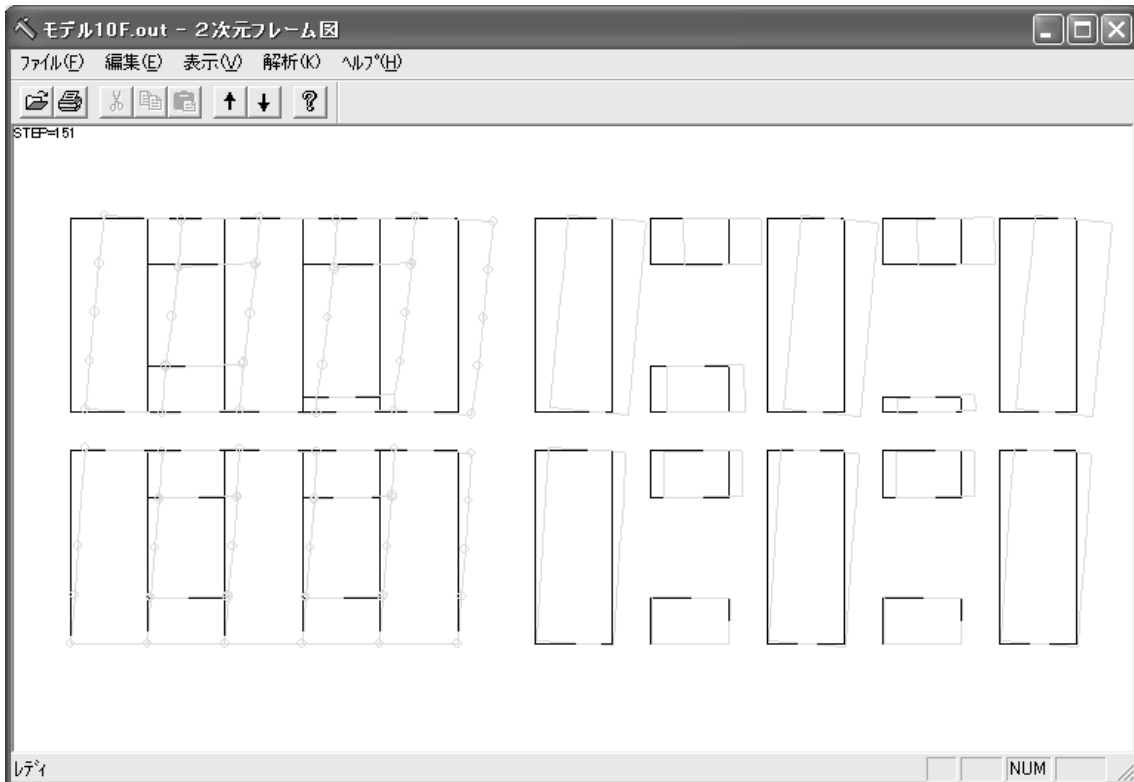 モデル10F.out - 2次元フレーム図
ファイル(F) 編集(E) 表示(V) 解析(K) ヘルプ(H)
STEP=151
レディ
NUM